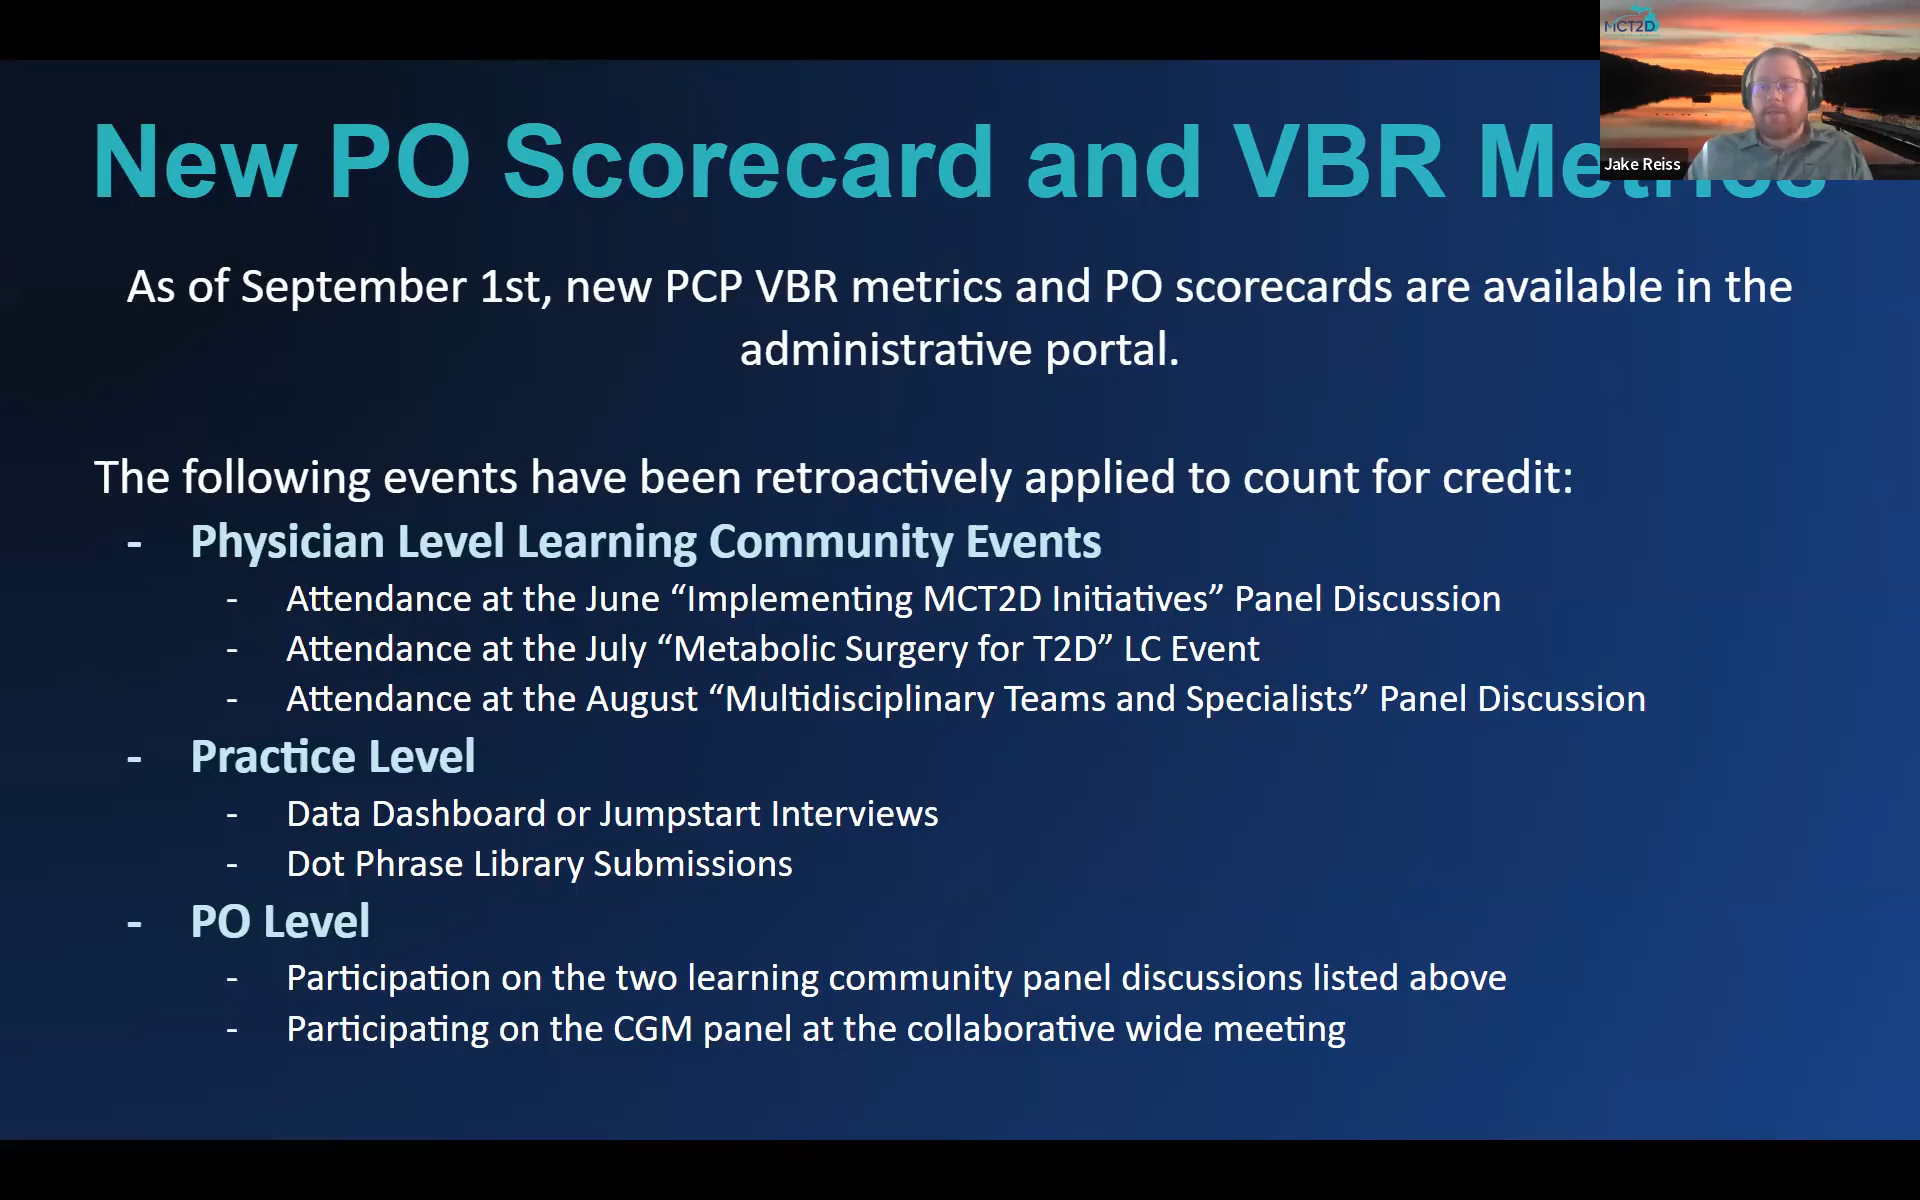 New PO Scorecard and VBR Metrics
MCT2D
Jake Reiss
As of September 1st, new PCP VBR metrics and PO scorecards are available in the
administrative portal.
The following events have been retroactively applied to count for credit:
- Physician Level Learning Community Events
- Attendance at the June “Implementing MCT2D Initiatives” Panel Discussion
- Attendance at the July “Metabolic Surgery for T2D” LC Event
- Attendance at the August “Multidisciplinary Teams and Specialists” Panel Discussion
- Practice Level
- Data Dashboard or Jumpstart Interviews
- Dot Phrase Library Submissions
- PO Level
- Participation on the two learning community panel discussions listed above
- Participating on the CGM panel at the collaborative wide meeting